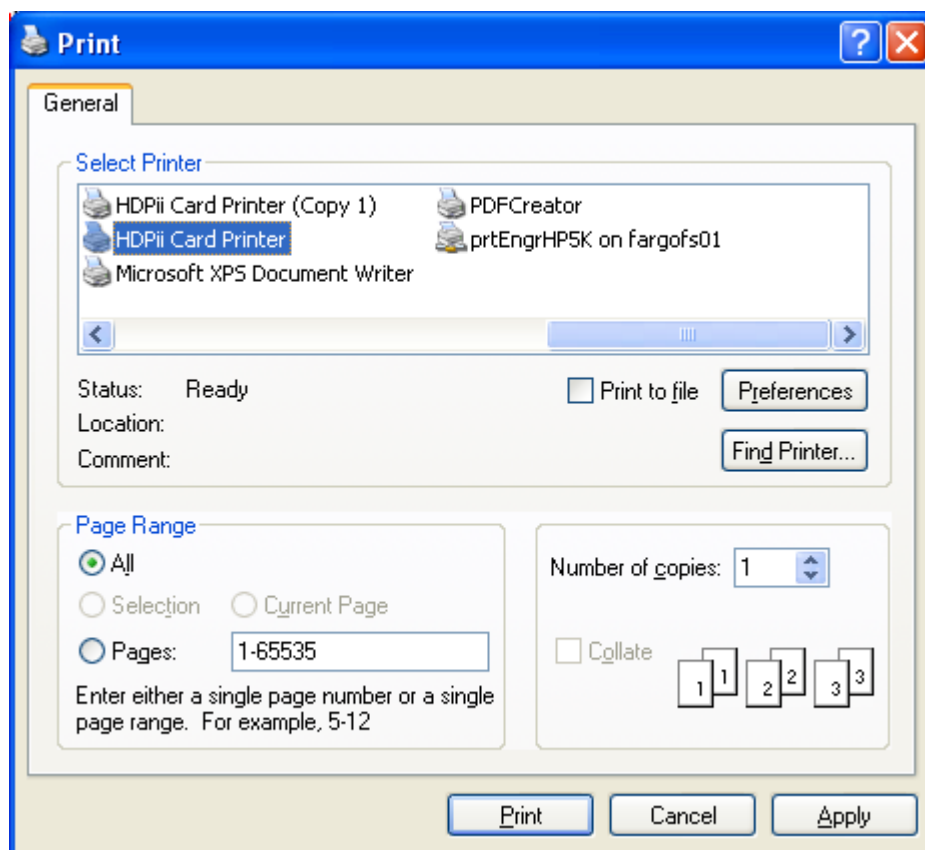 Print
General
Select Printer
HDPii Card Printer (Copy 1) PDFCreator
HDPii Card Printer prtEngrHP5K on fargofs01
Microsoft XPS Document Writer
Status: Ready Print to file Preferences
Location:
Comment: Find Printer...
Page Range
All Number of copies: 1
Selection Current Page
Pages: 1-65535 Collate 1 1 2 2 3 3
Enter either a single page number or a single
page range. For example, 5-12
Print Cancel Apply